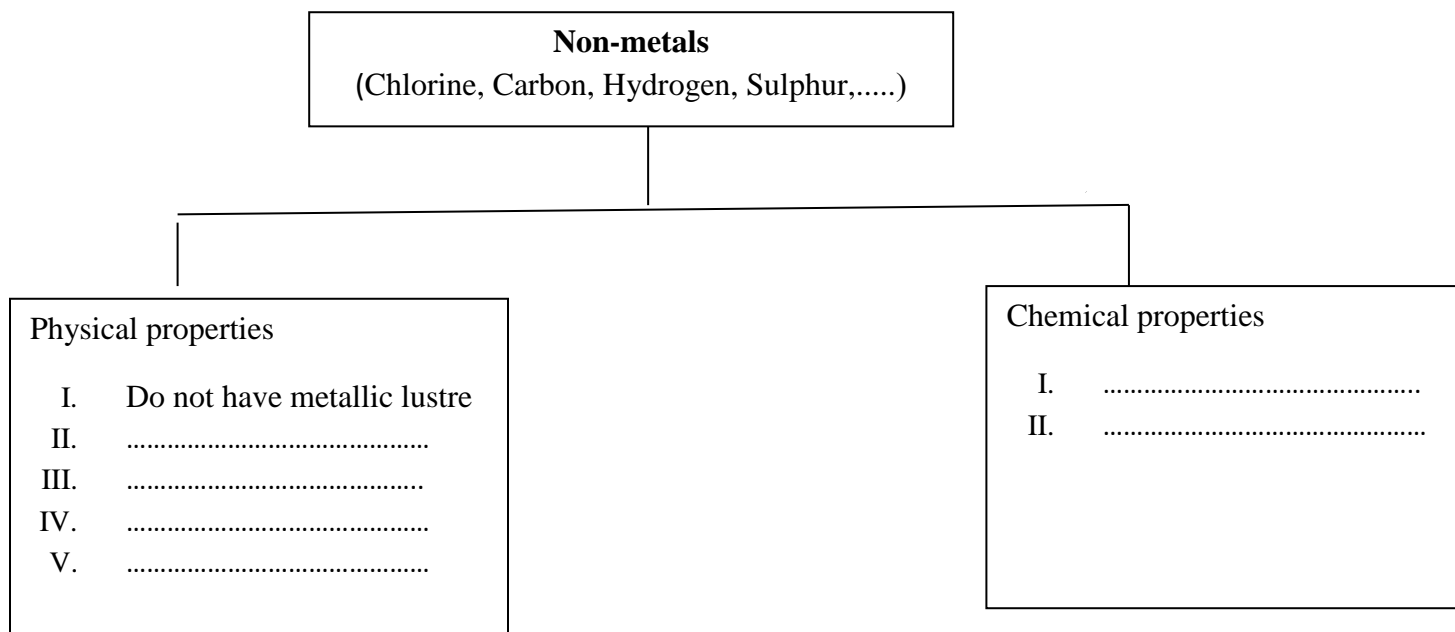 Non-metals
(Chlorine, Carbon, Hydrogen, Sulphur,.....)
Physical properties
I. Do not have metallic lustre
II. ...............................................
III. ..............................................
IV. ...............................................
V. ...............................................
Chemical properties
I. .................................................
II. ..................................................